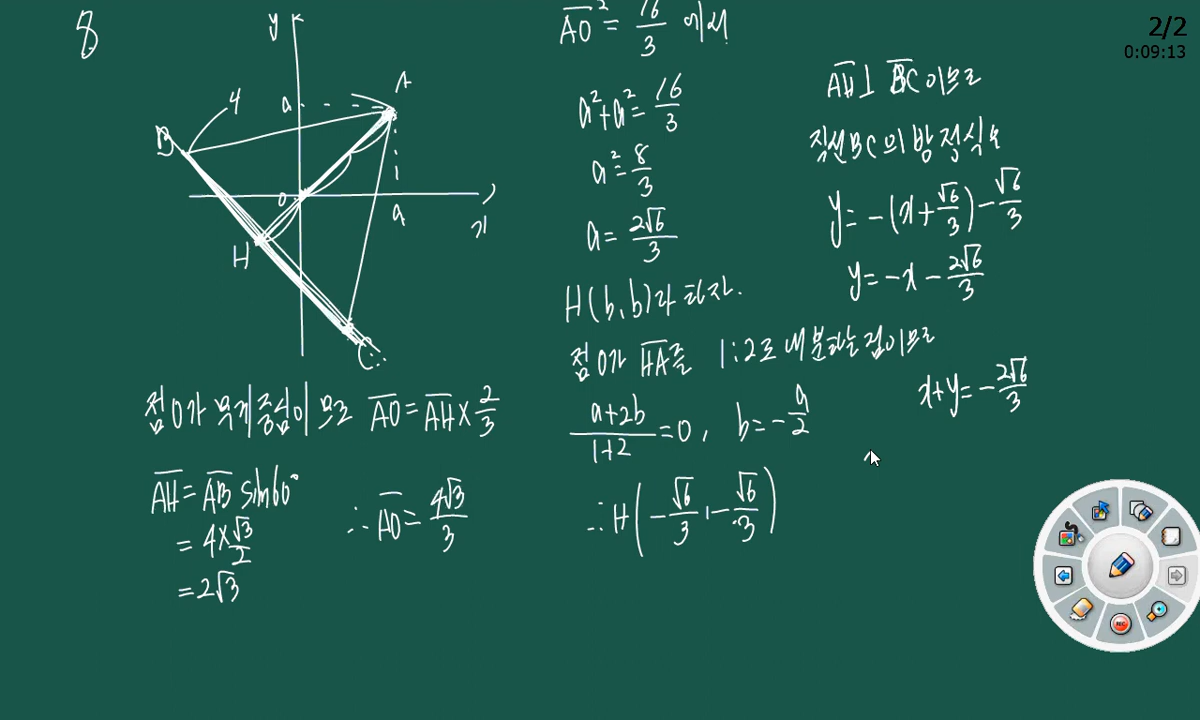 8
2/2
0:09:13
y
x
a
a
A
B
4
O
H
C
점 O가 무게중심이므로 AO = AH × 2/3
AH = AB sin60°
= 4 × √3/2
= 2√3
∴ AO = 4√3/3
AO² = 16/3 에서
a² + a² = 16/3
a² = 8/3
a = 2√6/3
H(b, b)라 하자.
점 O가 HA를 1:2로 내분하는 점이므로
a+2b/1+2 = 0, b = -a/2
∴ H(-√6/3, -√6/3)
AH ⊥ BC 이므로
직선 BC의 방정식은
y = -(x + √6/3) - √6/3
y = -x - 2√6/3
x + y = -2√6/3
REC